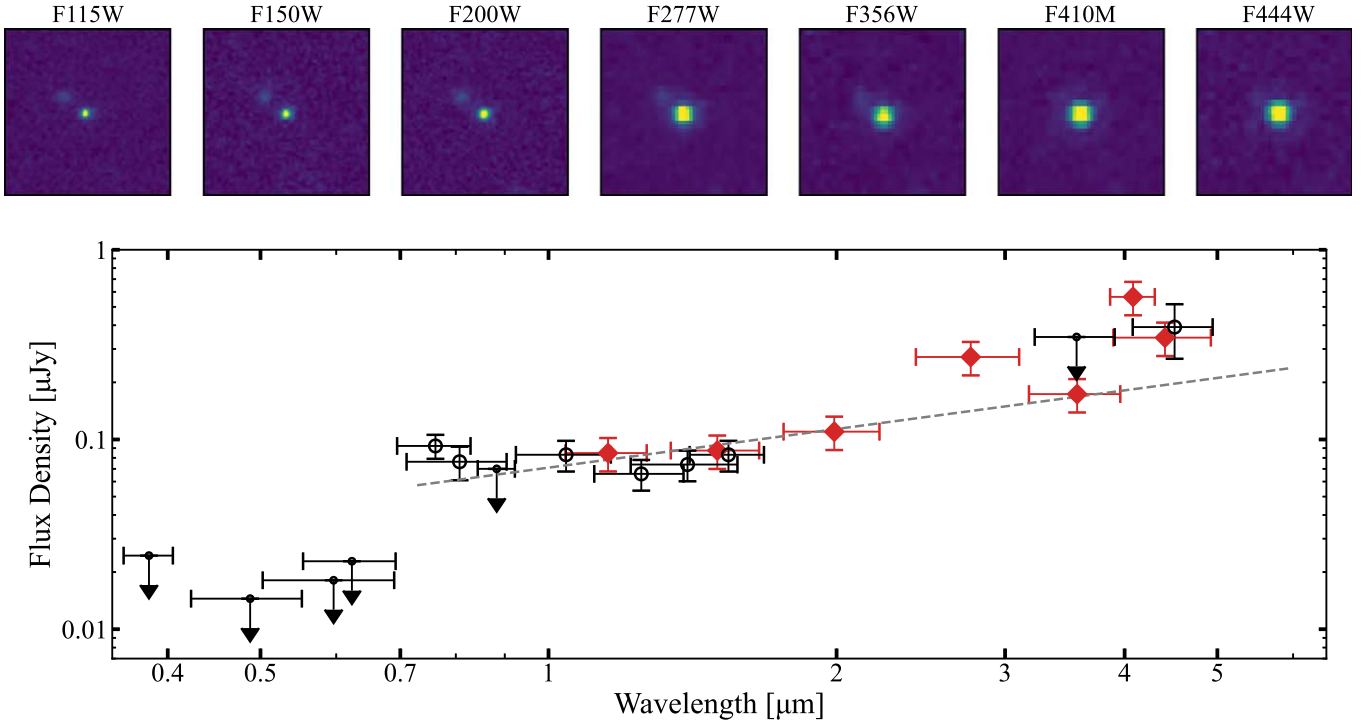 F115W F150W F200W F277W F356W F410M F444W
1
0.1
0.01
Flux Density [μJy]
0.4 0.5 0.7 1 2 3 4 5
Wavelength [μm]